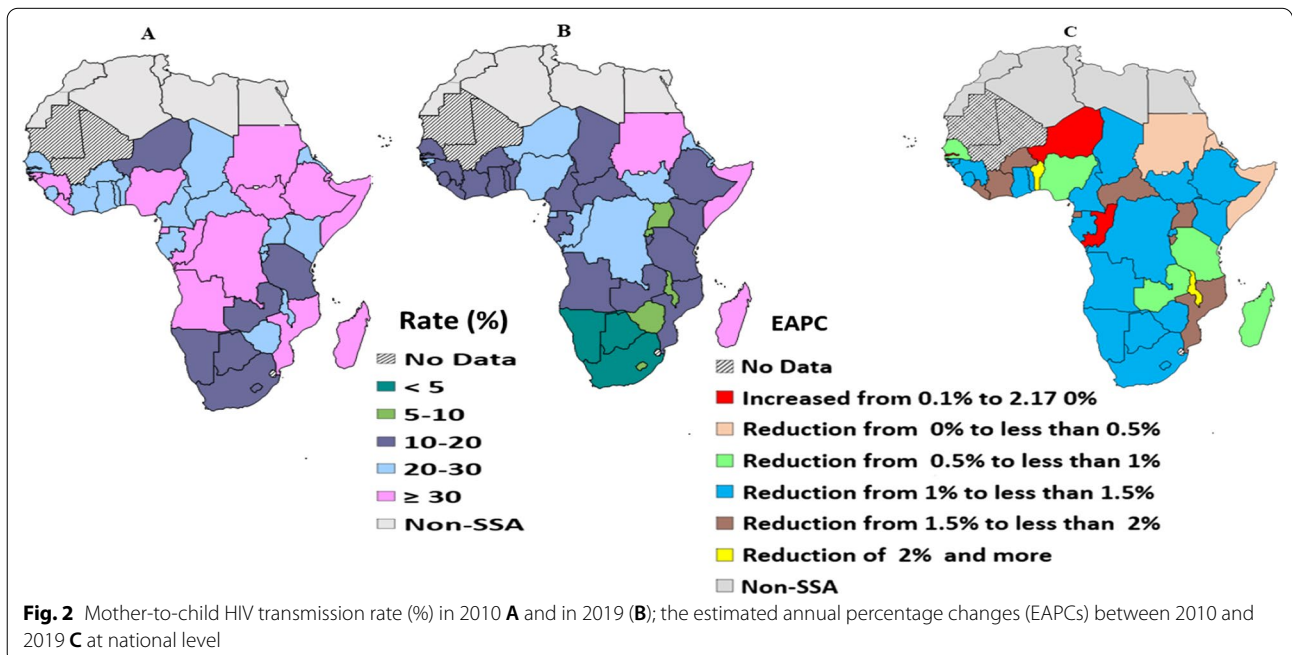 A
B
C
Rate (%)
No Data
< 5
5-10
10-20
20-30
≥ 30
Non-SSA
EAPC
No Data
Increased from 0.1% to 2.17 0%
Reduction from 0% to less than 0.5%
Reduction from 0.5% to less than 1%
Reduction from 1% to less than 1.5%
Reduction from 1.5% to less than 2%
Reduction of 2% and more
Non-SSA
Fig. 2 Mother-to-child HIV transmission rate (%) in 2010 A and in 2019 (B); the estimated annual percentage changes (EAPCs) between 2010 and
2019 C at national level